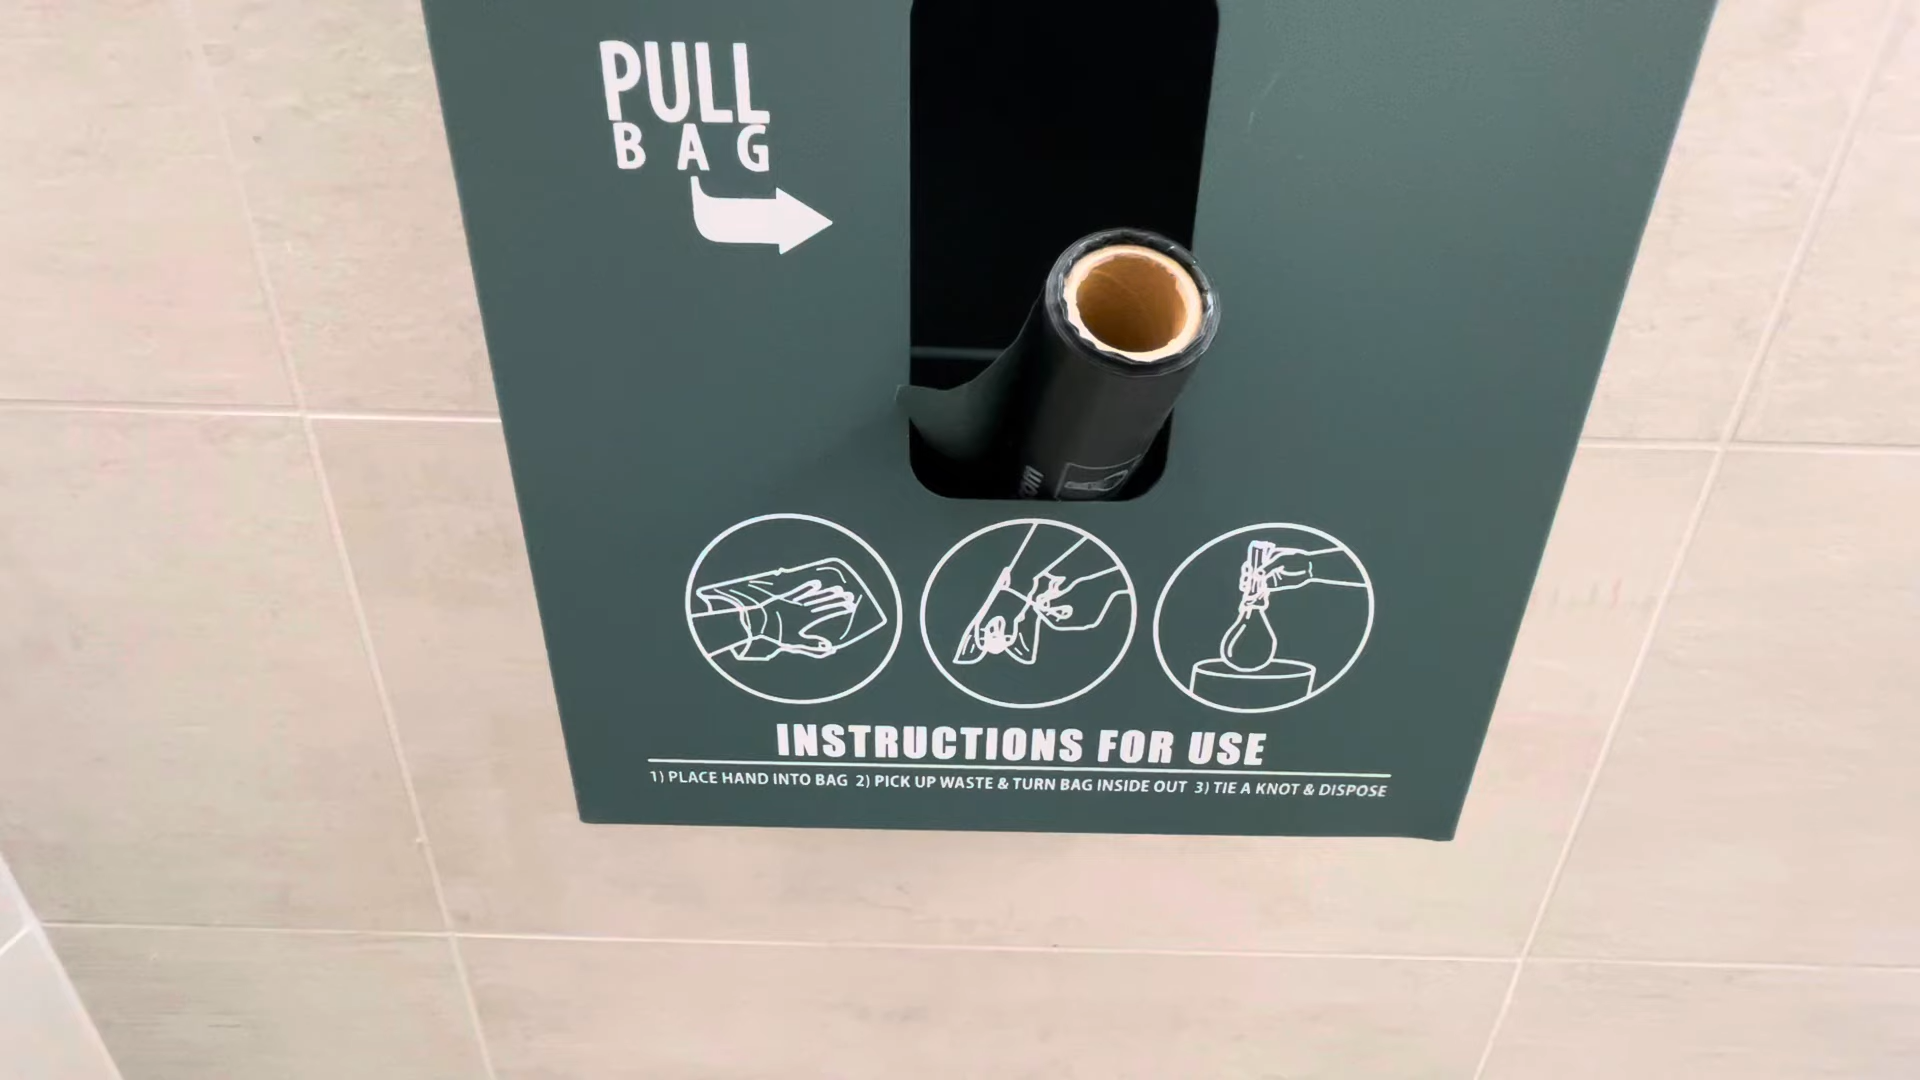 PULL
BAG
INSTRUCTIONS FOR USE
1) PLACE HAND INTO BAG 2) PICK UP WASTE & TURN BAG INSIDE OUT 3) TIE A KNOT & DISPOSE